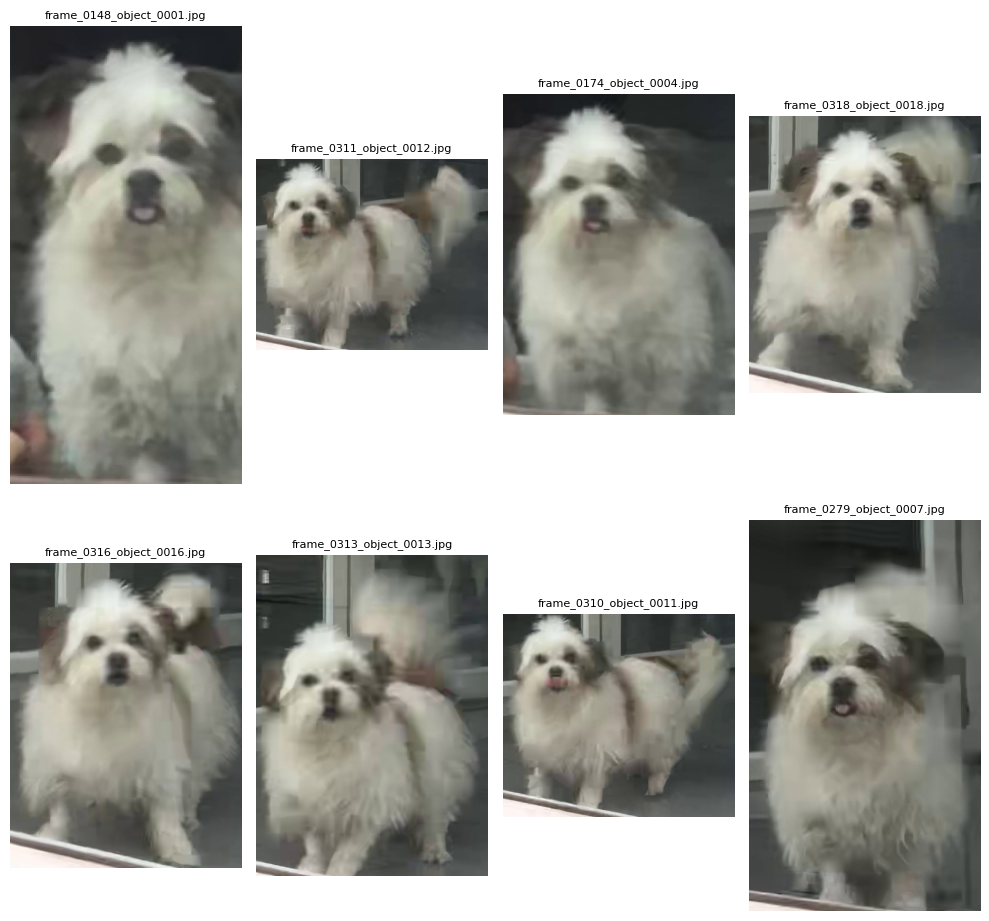 frame_0148_object_0001.jpg
frame_0311_object_0012.jpg
frame_0174_object_0004.jpg
frame_0318_object_0018.jpg
frame_0316_object_0016.jpg
frame_0313_object_0013.jpg
frame_0310_object_0011.jpg
frame_0279_object_0007.jpg